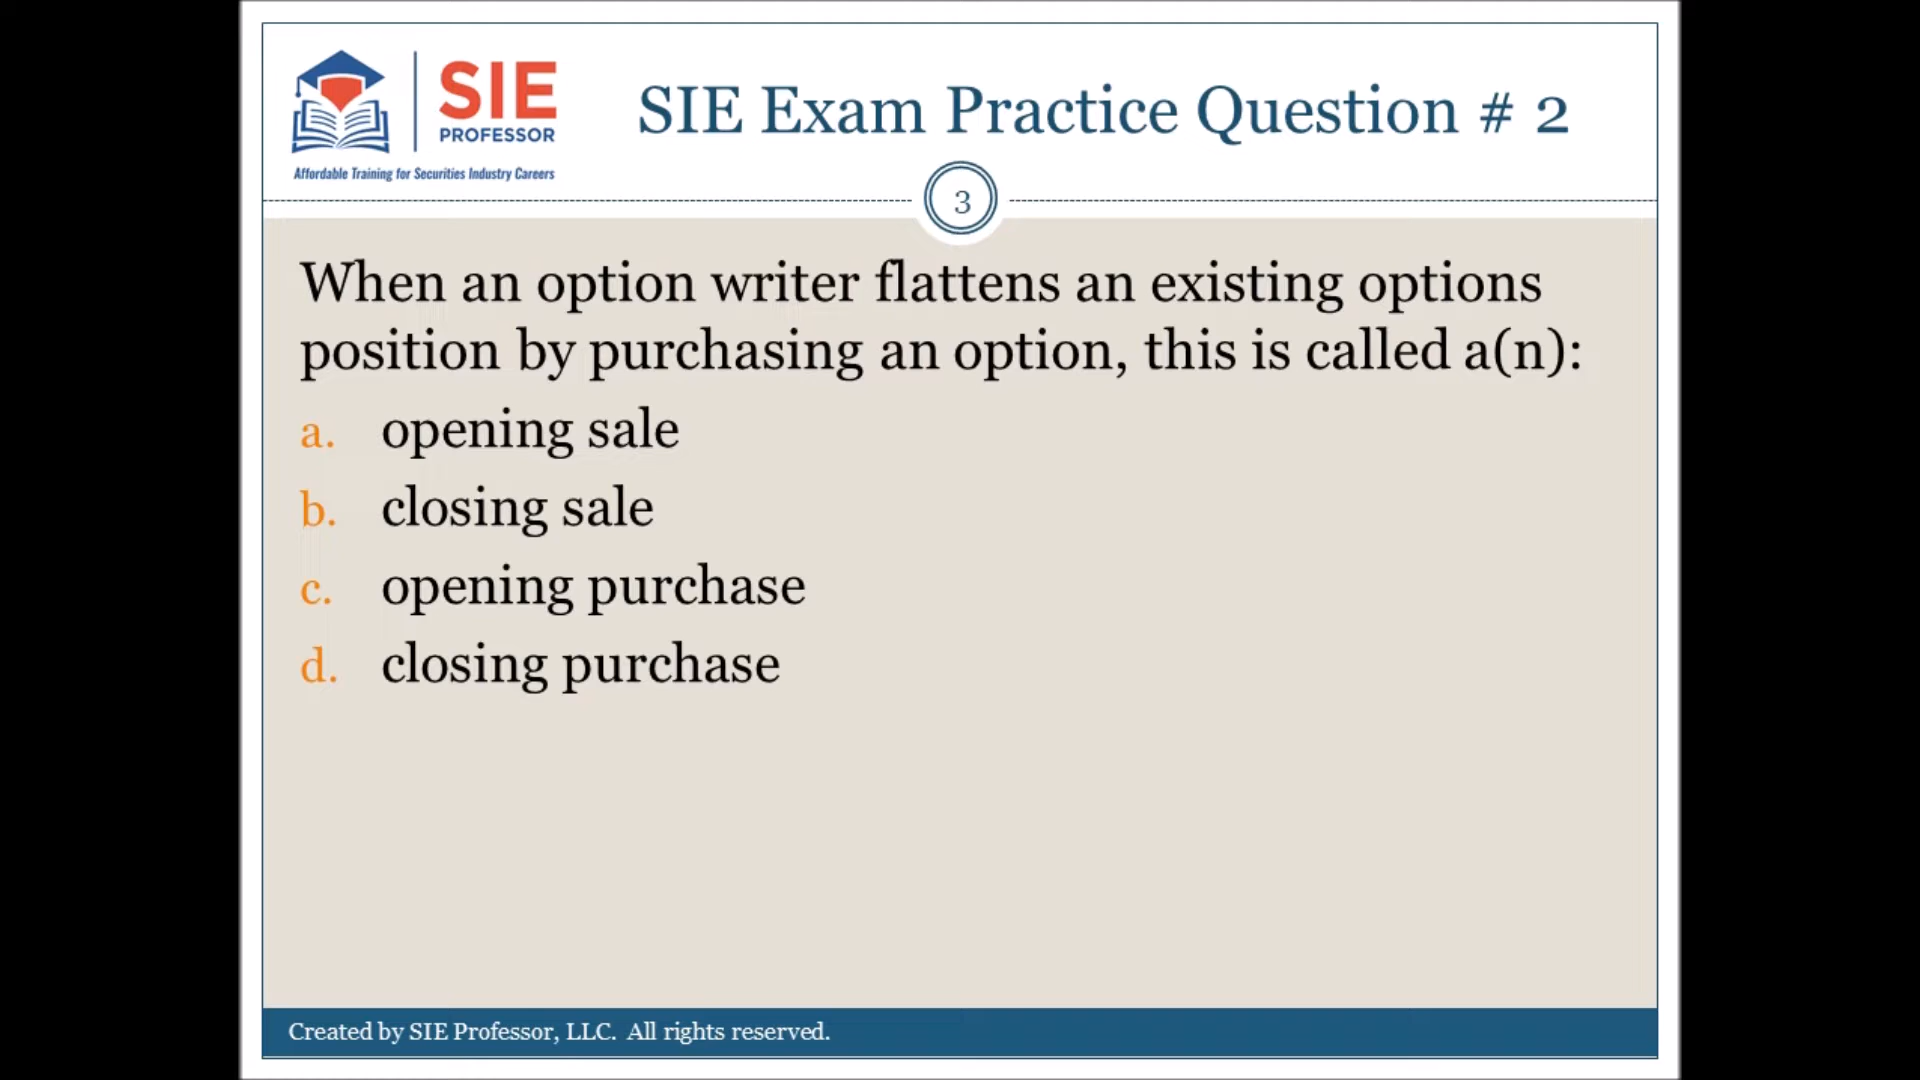 SIE
PROFESSOR
Affordable Training for Securities Industry Careers
SIE Exam Practice Question # 2
3
When an option writer flattens an existing options
position by purchasing an option, this is called a(n):
a. opening sale
b. closing sale
c. opening purchase
d. closing purchase
Created by SIE Professor, LLC. All rights reserved.